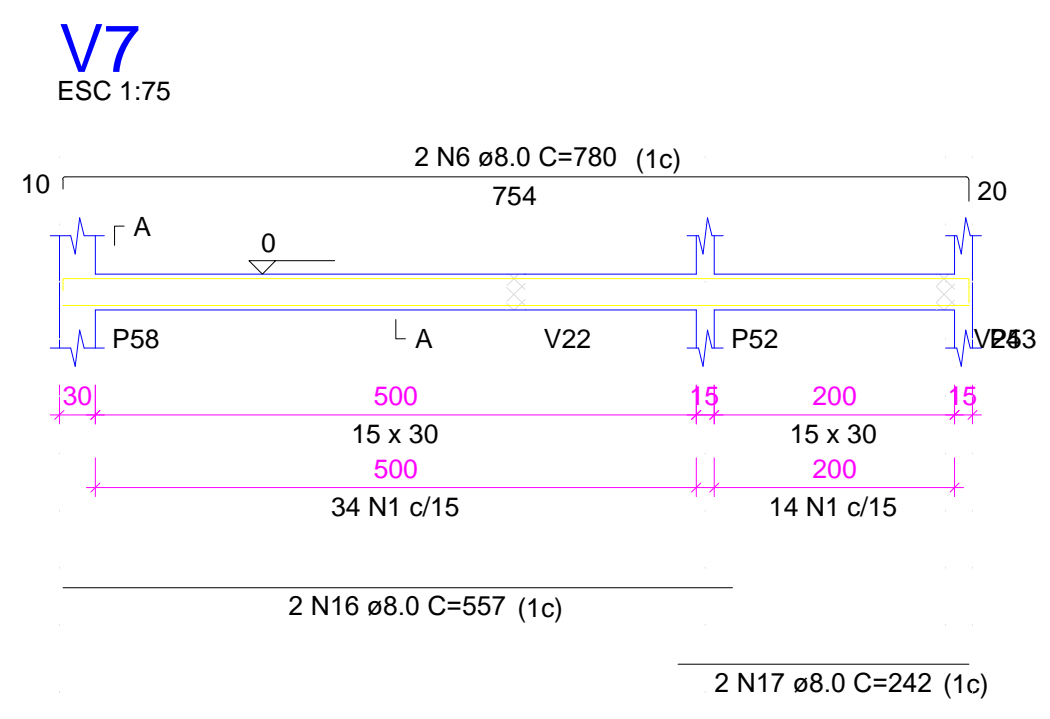 V7
ESC 1:75
2 N6 ø8.0 C=780 (1c)
10
754
20
A
0
P58
A
V22
P52
P43
30
500
15
200
15
15 x 30
15 x 30
500
200
34 N1 c/15
14 N1 c/15
2 N16 ø8.0 C=557 (1c)
2 N17 ø8.0 C=242 (1c)